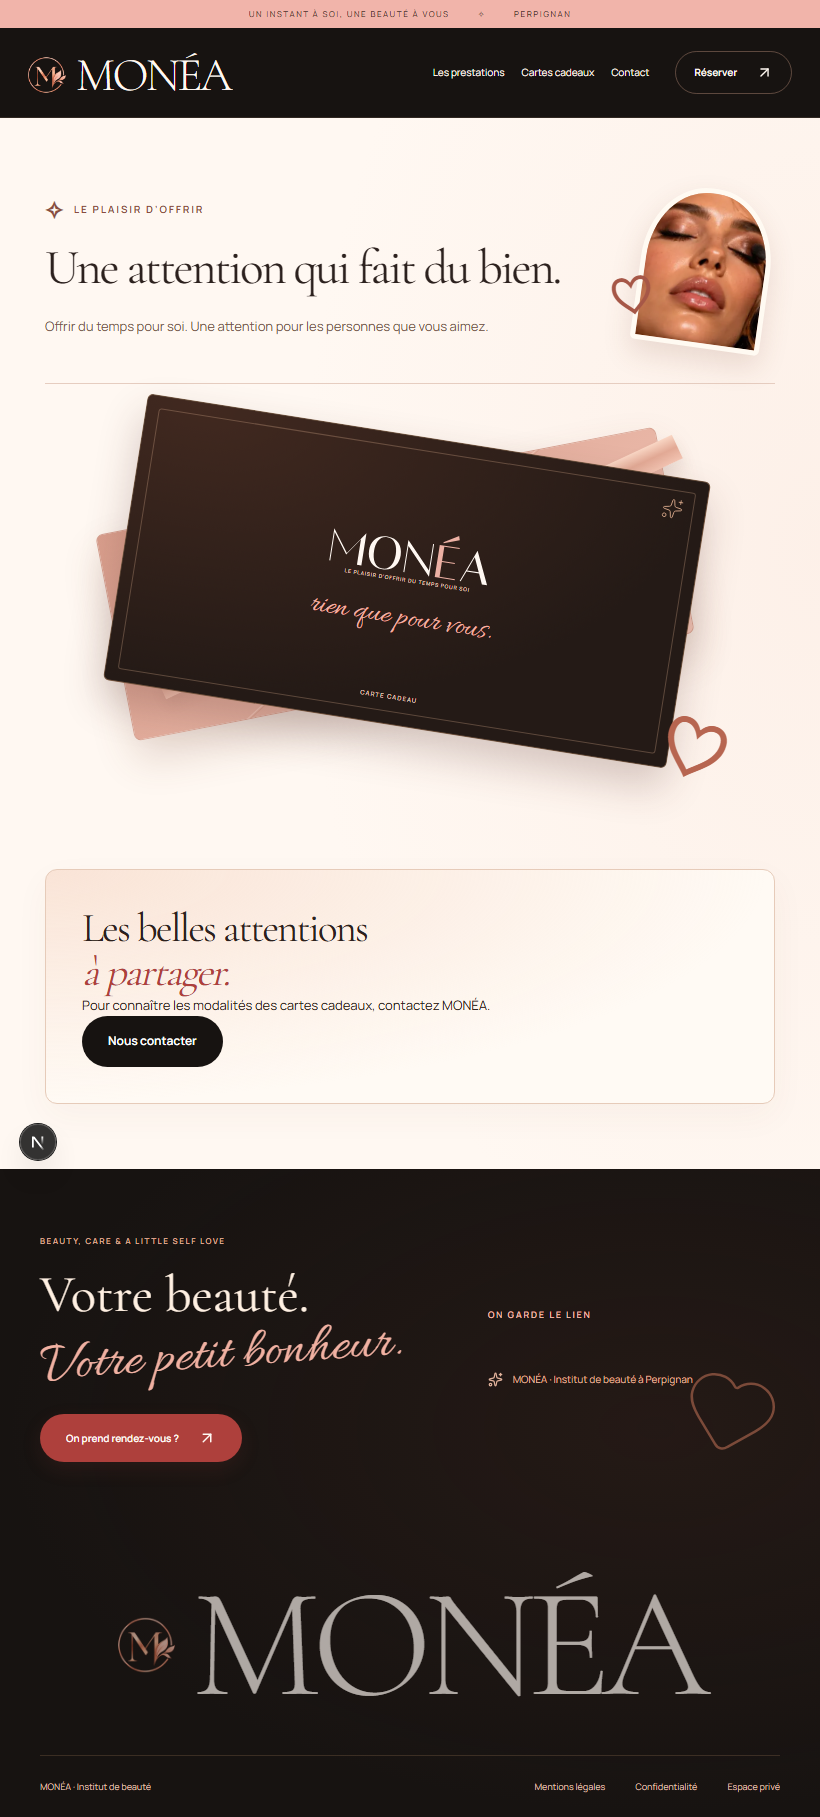 UN INSTANT À SOI, UNE BEAUTÉ À VOUS ✧ PERPIGNAN
M MONÉA
Les prestations Cartes cadeaux Contact Réserver
LE PLAISIR D'OFFRIR
Une attention qui fait du bien.
Offrir du temps pour soi. Une attention pour les personnes que vous aimez.
MONÉA
LE PLAISIR D'OFFRIR DU TEMPS POUR SOI
rien que pour vous.
CARTE CADEAU
Les belles attentions
à partager.
Pour connaître les modalités des cartes cadeaux, contactez MONÉA.
Nous contacter
N
BEAUTY, CARE & A LITTLE SELF LOVE
Votre beauté.
Votre petit bonheur.
On prend rendez-vous ?
ON GARDE LE LIEN
MONÉA · Institut de beauté à Perpignan
M MONÉA
MONÉA · Institut de beauté
Mentions légales Confidentialité Espace privé